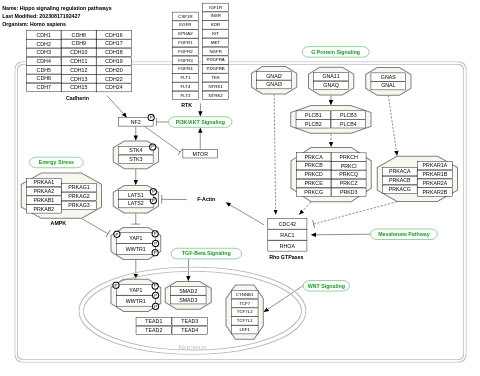 Name: Hippo signaling regulation pathways
Last Modified: 20230817192427
Organism: Homo sapiens
CDH1 CDH8 CDH16
CDH2 CDH9 CDH17
CDH3 CDH10 CDH18
CDH4 CDH11 CDH19
CDH5 CDH12 CDH20
CDH6 CDH13 CDH22
CDH7 CDH15 CDH24
Cadherin
IGF1R
CSF1R INSR
EGFR KDR
EPHA2 KIT
FGFR1 MET
FGFR2 NGFR
FGFR3 PDGFRA
FGFR4 PDGFRB
FLT1 TEK
FLT4 NTRK1
FLT3 NTRK2
RTK
G Protein Signaling
GNAI2
GNAI3
GNA11
GNAQ
GNAS
GNAL
PLCB1 PLCB3
PLCB2 PLCB4
NF2
P
PI3K/AKT Signaling
MTOR
STK4
STK3
P
Energy Stress
PRKAA1
PRKAA2
PRKAB1
PRKAB2
PRKAG1
PRKAG2
PRKAG3
AMPK
PRKCA PRKCH
PRKCB PRKCI
PRKCD PRKCQ
PRKCE PRKCZ
PRKCG PRKD3
PRKACA
PRKACB
PRKACG
PRKAR1A
PRKAR1B
PRKAR2A
PRKAR2B
LATS1
LATS2
P
P
F-Actin
CDC42
RAC1
RHOA
Rho GTPases
Mevalonate Pathway
YAP1
WWTR1
P
P
P
P
TGF-Beta Signaling
YAP1
WWTR1
P
P
P
P
SMAD2
SMAD3
TEAD1 TEAD3
TEAD2 TEAD4
CTNNB1
TCF7
TCF7L2
TCF7L1
LEF1
WNT Signaling
Nucleus